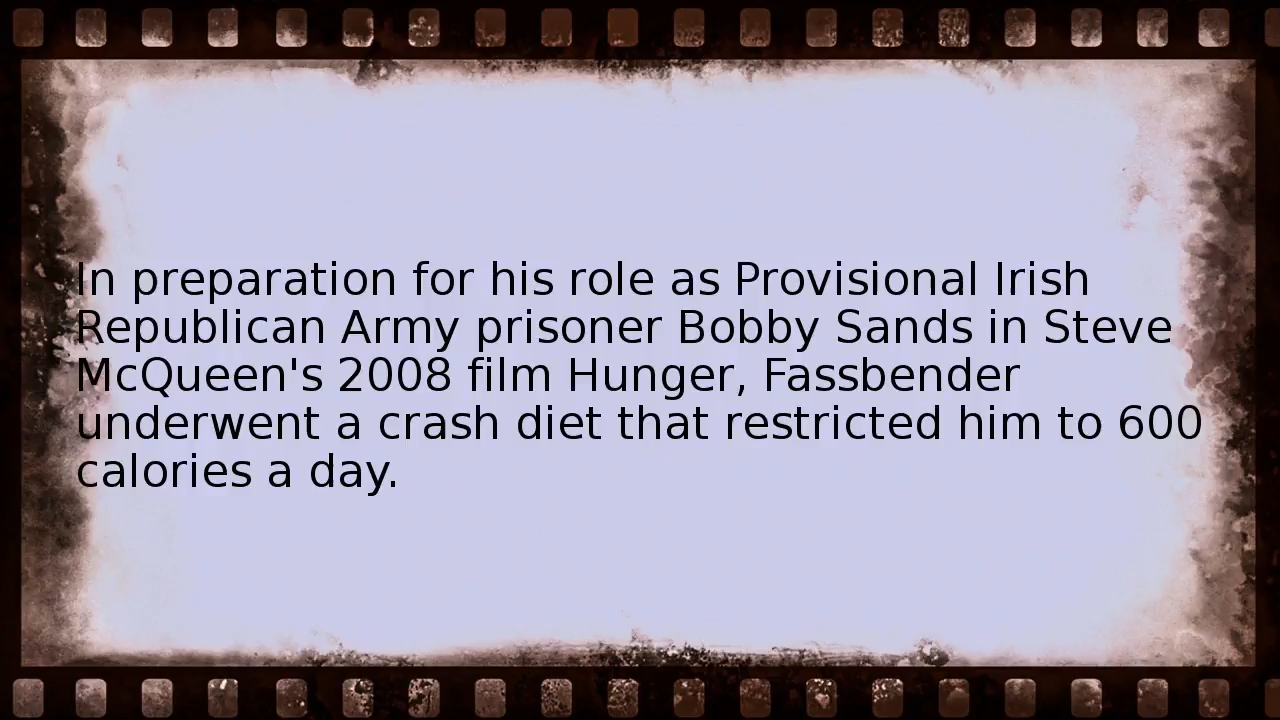 In preparation for his role as Provisional Irish
Republican Army prisoner Bobby Sands in Steve
McQueen's 2008 film Hunger, Fassbender
underwent a crash diet that restricted him to 600
calories a day.